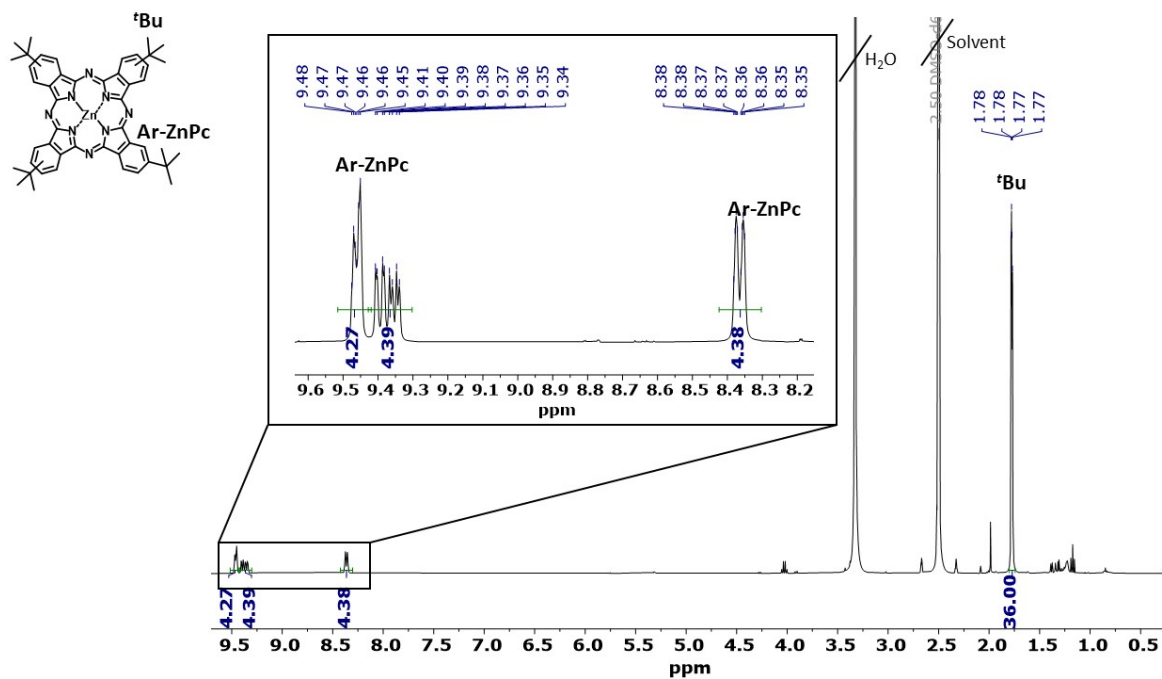 ᵗBu
N
N
N
N
Zn
N
N
N
N
Ar-ZnPc
9.48
9.47
9.47
9.46
9.46
9.45
9.41
9.40
9.39
9.38
9.37
9.36
9.35
9.34
8.38
8.38
8.37
8.37
8.36
8.36
8.35
8.35
Ar-ZnPc
Ar-ZnPc
4.27
4.39
4.38
9.6 9.5 9.4 9.3 9.2 9.1 9.0 8.9 8.8 8.7 8.6 8.5 8.4 8.3 8.2
ppm
H₂O
2.50 DMSO-d6
Solvent
1.78
1.78
1.77
1.77
ᵗBu
4.27
4.39
4.38
36.00
9.5 9.0 8.5 8.0 7.5 7.0 6.5 6.0 5.5 5.0 4.5 4.0 3.5 3.0 2.5 2.0 1.5 1.0 0.5
ppm